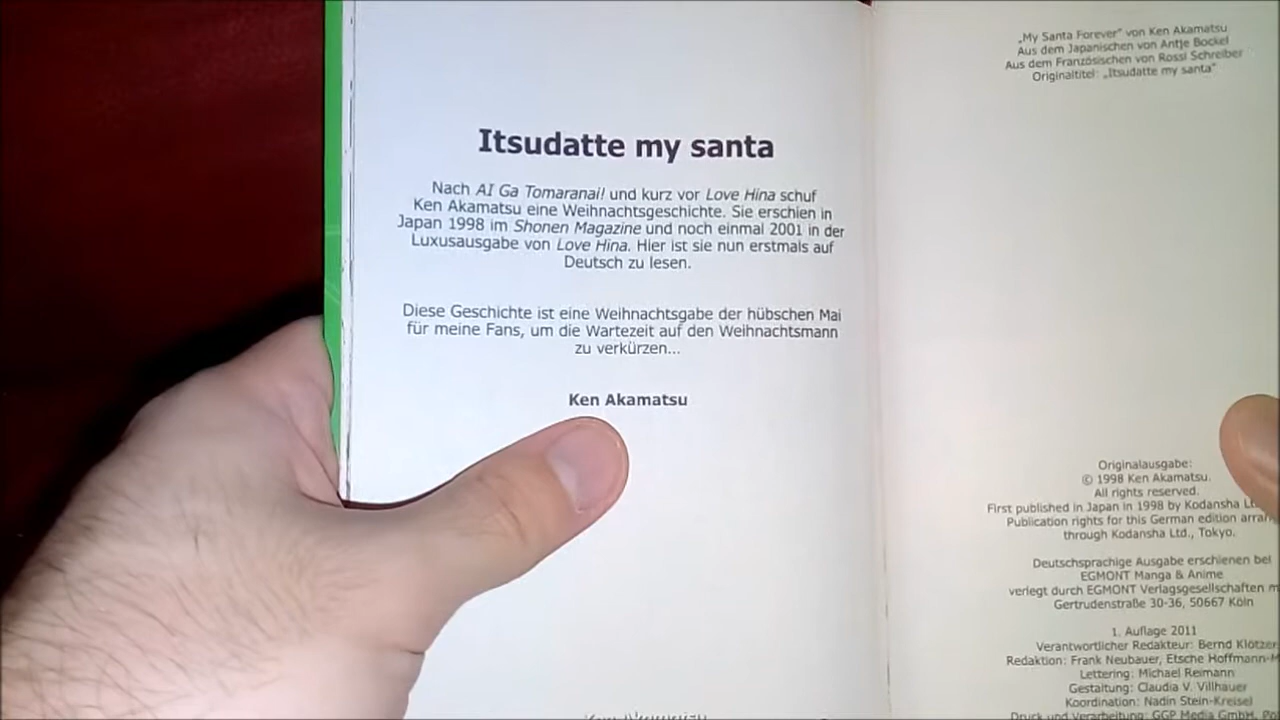 Itsudatte my santa
Nach AI Ga Tomaranai! und kurz vor Love Hina schuf
Ken Akamatsu eine Weihnachtsgeschichte. Sie erschien in
Japan 1998 im Shonen Magazine und noch einmal 2001 in der
Luxusausgabe von Love Hina. Hier ist sie nun erstmals auf
Deutsch zu lesen.
Diese Geschichte ist eine Weihnachtsgabe der hübschen Mai
für meine Fans, um die Wartezeit auf den Weihnachtsmann
zu verkürzen...
Ken Akamatsu
„My Santa Forever“ von Ken Akamatsu
Aus dem Japanischen von Antje Bockel
Aus dem Französischen von Rossi Schreiber
Originaltitel: „Itsudatte my santa“
Originalausgabe:
© 1998 Ken Akamatsu.
All rights reserved.
First published in Japan in 1998 by Kodansha
Publication rights for this German edition
through Kodansha Ltd., Tokyo.
Deutschsprachige Ausgabe erschienen bei
EGMONT Manga & Anime
verlegt durch EGMONT Verlagsgesellschaften
Gertrudenstraße 30-36, 50667 Köln
1. Auflage 2011
Verantwortlicher Redakteur: Bernd
Redaktion: Frank Neubauer, Etsche
Lettering: Michael Reimann
Gestaltung: Claudia V. Villhauer
Koordination: Nadin Stein-Kreisel
Druck und Verarbeitung: GGP Media GmbH,